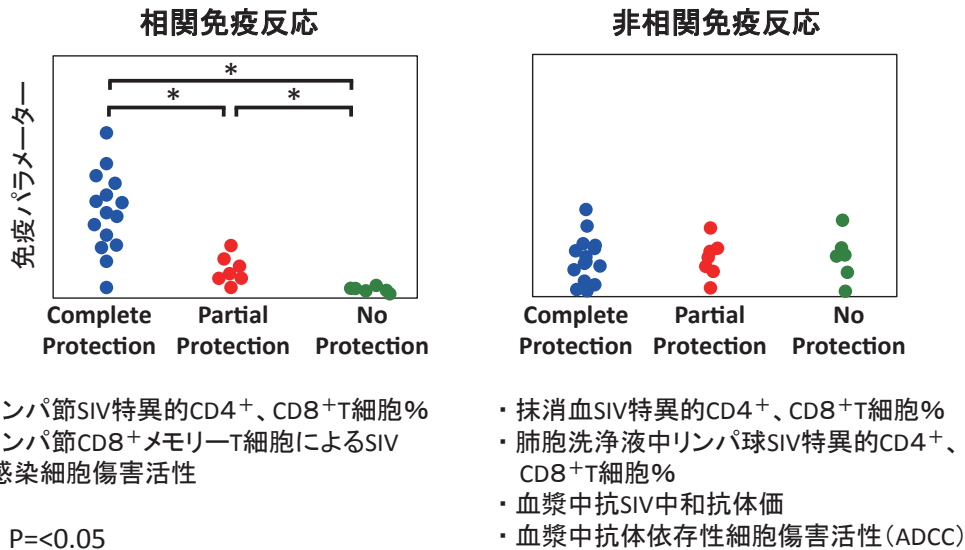 相関免疫反応
免疫パラメーター
*
* *
Complete Protection
Partial Protection
No Protection
ンパ節SIV特異的CD4⁺、CD8⁺T細胞%
ンパ節CD8⁺メモリーT細胞によるSIV
感染細胞傷害活性
P=<0.05
非相関免疫反応
Complete Protection
Partial Protection
No Protection
・抹消血SIV特異的CD4⁺、CD8⁺T細胞%
・肺胞洗浄液中リンパ球SIV特異的CD4⁺、
CD8⁺T細胞%
・血漿中抗SIV中和抗体価
・血漿中抗体依存性細胞傷害活性(ADCC)